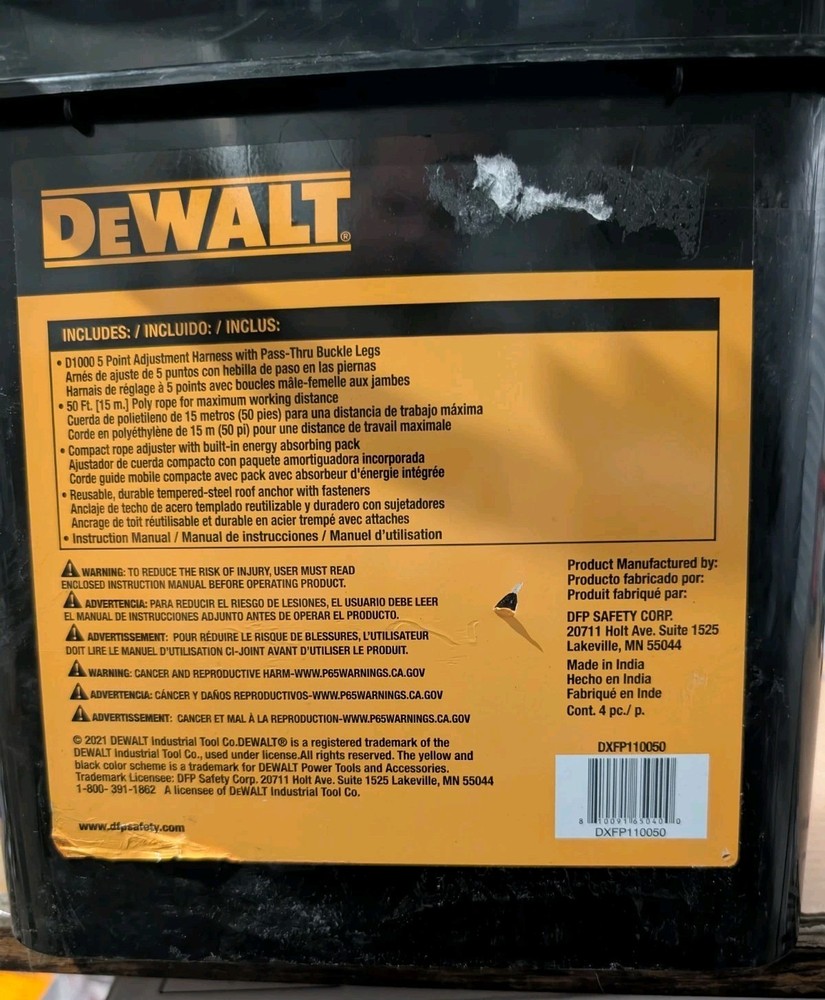 DEWALT®
INCLUDES: / INCLUIDO: / INCLUS:
• D1000 5 Point Adjustment Harness with Pass-Thru Buckle Legs
Arnés de ajuste de 5 puntos con hebilla de paso en las piernas
Harnais de réglage à 5 points avec boucles mâle-femelle aux jambes
• 50 Ft. [15 m.] Poly rope for maximum working distance
Cuerda de polietileno de 15 metros (50 pies) para una distancia de trabajo máxima
Corde en polyéthylène de 15 m (50 pi) pour une distance de travail maximale
• Compact rope adjuster with built-in energy absorbing pack
Ajustador de cuerda compacto con paquete amortiguadora incorporada
Corde guide mobile compacte avec pack avec absorbeur d'énergie intégrée
• Reusable, durable tempered-steel roof anchor with fasteners
Anclaje de techo de acero templado reutilizable y duradero con sujetadores
Ancrage de toit réutilisable et durable en acier trempé avec attaches
• Instruction Manual / Manual de instrucciones / Manuel d'utilisation
WARNING: TO REDUCE THE RISK OF INJURY, USER MUST READ
ENCLOSED INSTRUCTION MANUAL BEFORE OPERATING PRODUCT.
ADVERTENCIA: PARA REDUCIR EL RIESGO DE LESIONES, EL USUARIO DEBE LEER
EL MANUAL DE INSTRUCCIONES ADJUNTO ANTES DE OPERAR EL PRODUCTO.
ADVERTISSEMENT: POUR RÉDUIRE LE RISQUE DE BLESSURES, L'UTILISATEUR
DOIT LIRE LE MANUEL D'UTILISATION CI-JOINT AVANT D'UTILISER LE PRODUIT.
WARNING: CANCER AND REPRODUCTIVE HARM-WWW.P65WARNINGS.CA.GOV
ADVERTENCIA: CÁNCER Y DAÑOS REPRODUCTIVOS-WWW.P65WARNINGS.CA.GOV
ADVERTISSEMENT: CANCER ET MAL À LA REPRODUCTION-WWW.P65WARNINGS.CA.GOV
© 2021 DEWALT Industrial Tool Co.DEWALT® is a registered trademark of the
DEWALT Industrial Tool Co., used under license.All rights reserved. The yellow and
black color scheme is a trademark for DEWALT Power Tools and Accessories.
Trademark Licensee: DFP Safety Corp. 20711 Holt Ave. Suite 1525 Lakeville, MN 55044
1-800- 391-1862 A licensee of DEWALT Industrial Tool Co.
www.dfpsafety.com
Product Manufactured by:
Producto fabricado por:
Produit fabriqué par:
DFP SAFETY CORP.
20711 Holt Ave. Suite 1525
Lakeville, MN 55044
Made in India
Hecho en India
Fabriqué en Inde
Cont. 4 pc./ p.
DXFP110050
8 10091 65040 0
DXFP110050